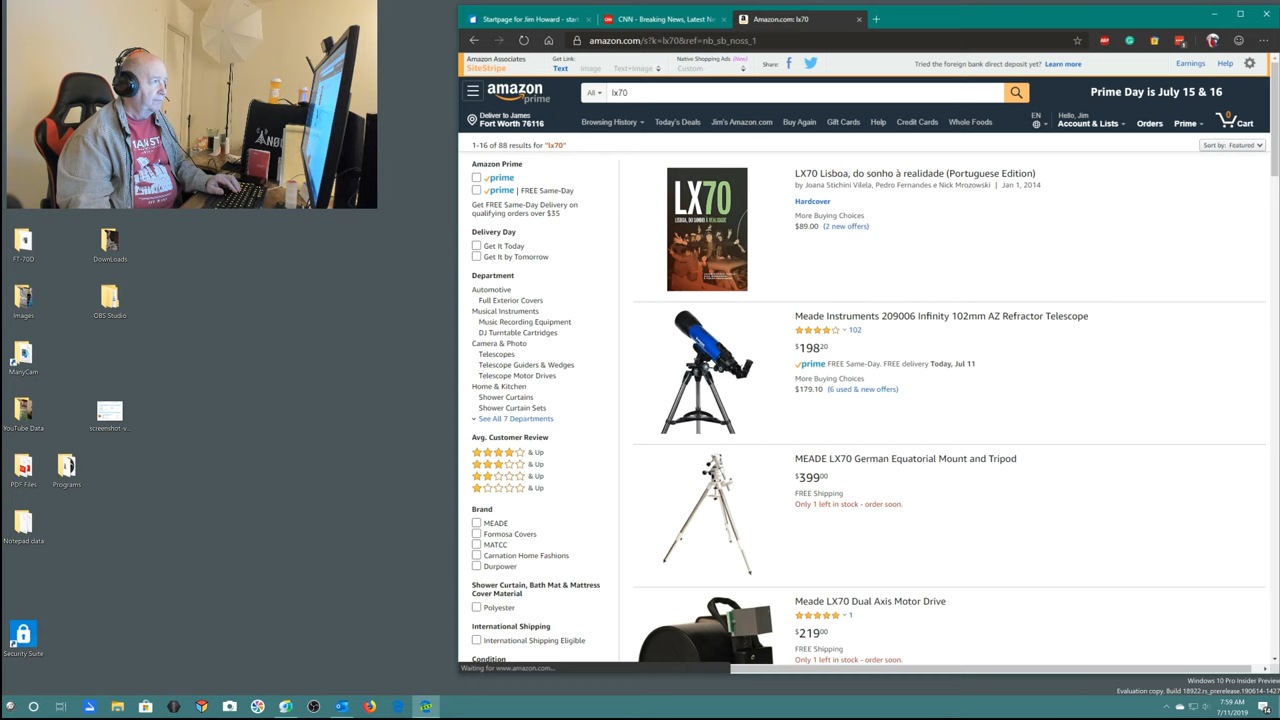 Startpage for Jim Howard - start
CNN - Breaking News, Latest Ne
Amazon.com: lx70
amazon.com/s?k=lx70&ref=nb_sb_noss_1
Amazon Associates
SiteStripe
Get Link:
Text Image Text+Image
Native Shopping Ads (New)
Custom
Share:
Tried the foreign bank direct deposit yet? Learn more
Earnings Help
amazon
prime
All
lx70
Prime Day is July 15 & 16
Deliver to James
Fort Worth 76116
Browsing History Today's Deals Jim's Amazon.com Buy Again Gift Cards Help Credit Cards Whole Foods
EN
Hello, Jim
Account & Lists
Orders Prime
0
Cart
1-16 of 88 results for "lx70"
Sort by: Featured
Amazon Prime
prime
prime | FREE Same-Day
Get FREE Same-Day Delivery on
qualifying orders over $35
Delivery Day
Get It Today
Get It by Tomorrow
Department
Automotive
Full Exterior Covers
Musical Instruments
Music Recording Equipment
DJ Turntable Cartridges
Camera & Photo
Telescopes
Telescope Guiders & Wedges
Telescope Motor Drives
Home & Kitchen
Shower Curtains
Shower Curtain Sets
See All 7 Departments
Avg. Customer Review
& Up
& Up
& Up
& Up
Brand
MEADE
Formosa Covers
MATCC
Carnation Home Fashions
Durpower
Shower Curtain, Bath Mat & Mattress
Cover Material
Polyester
International Shipping
International Shipping Eligible
Condition
Waiting for www.amazon.com...
LX70
LISBOA, DO SONHO À REALIDADE
LX70 Lisboa, do sonho à realidade (Portuguese Edition)
by Joana Stichini Vilela, Pedro Fernandes e Nick Mrozowski | Jan 1, 2014
Hardcover
More Buying Choices
$89.00 (2 new offers)
Meade Instruments 209006 Infinity 102mm AZ Refractor Telescope
102
$198 20
prime FREE Same-Day. FREE delivery Today, Jul 11
More Buying Choices
$179.10 (6 used & new offers)
MEADE LX70 German Equatorial Mount and Tripod
$399 00
FREE Shipping
Only 1 left in stock - order soon.
Meade LX70 Dual Axis Motor Drive
1
$219 00
FREE Shipping
Only 1 left in stock - order soon.
FT-70D
DownLoads
Images
OBS Studio
ManyCam
YouTube Data
screenshot-v...
PDF Files
Programs
Notepad data
Security Suite
Windows 10 Pro Insider Preview
Evaluation copy. Build 18922.rs_prerelease.190614-1427
7:59 AM
7/11/2019
14